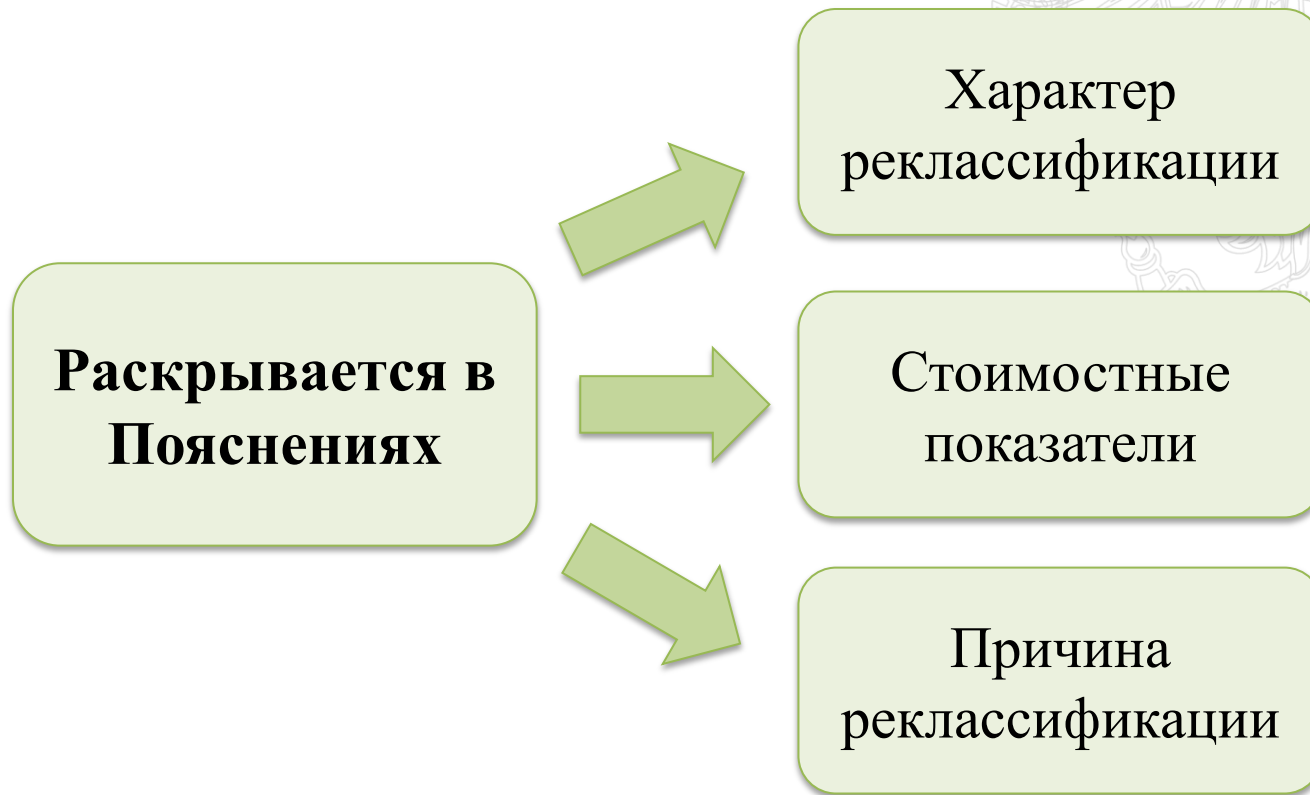 Раскрывается в
Пояснениях
Характер
реклассификации
Стоимостные
показатели
Причина
реклассификации